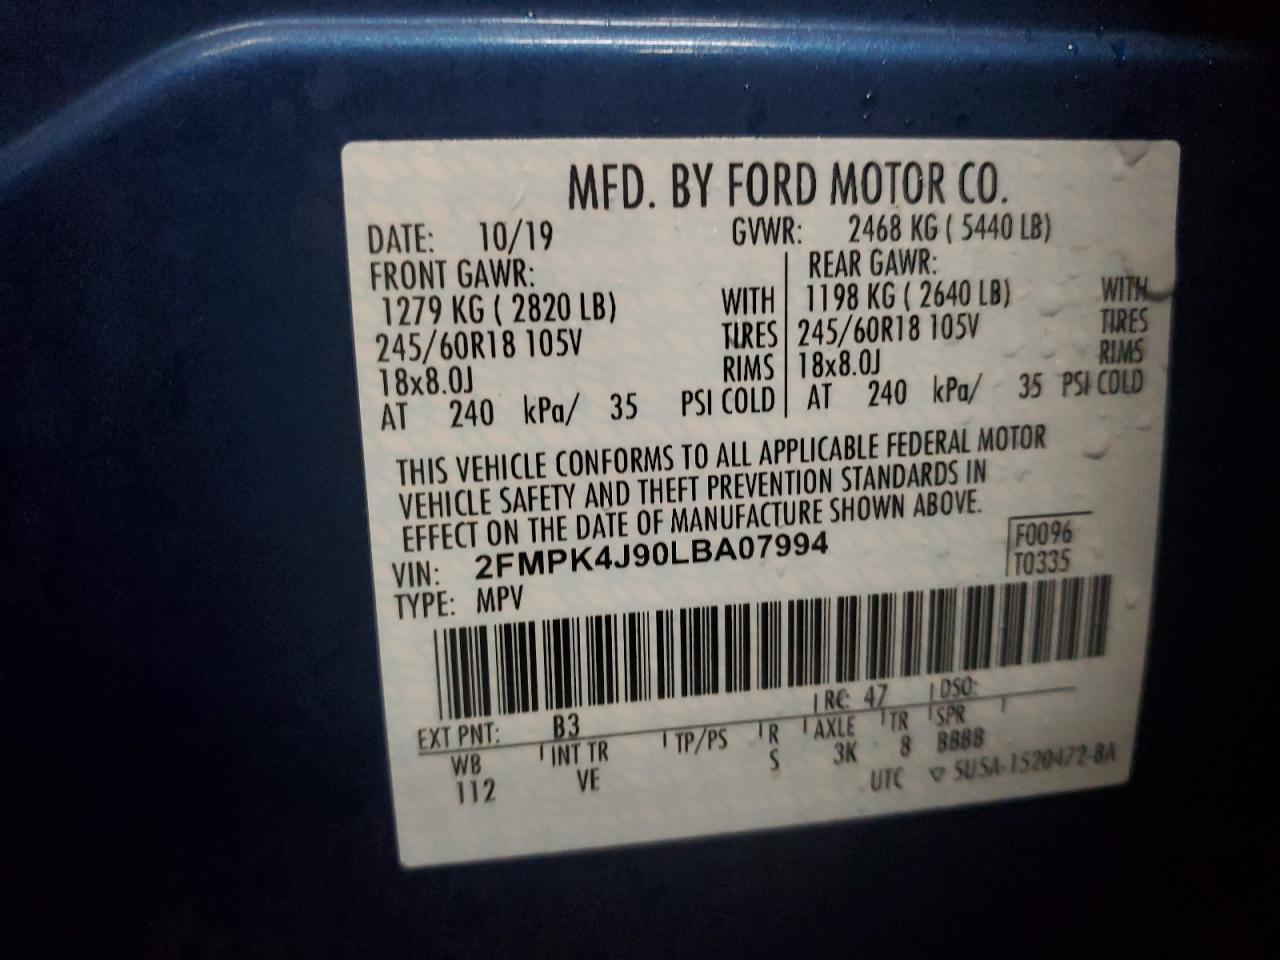 MFD. BY FORD MOTOR CO.
DATE: 10/19 GVWR: 2468 KG ( 5440 LB)
FRONT GAWR: REAR GAWR:
1279 KG ( 2820 LB) WITH 1198 KG ( 2640 LB) WITH
245/60R18 105V TIRES 245/60R18 105V TIRES
18x8.0J RIMS 18x8.0J RIMS
AT 240 kPa/ 35 PSI COLD AT 240 kPa/ 35 PSI COLD
THIS VEHICLE CONFORMS TO ALL APPLICABLE FEDERAL MOTOR
VEHICLE SAFETY AND THEFT PREVENTION STANDARDS IN
EFFECT ON THE DATE OF MANUFACTURE SHOWN ABOVE.
F0096
VIN: 2FMPK4J90LBA07994
T0335
TYPE: MPV
EXT PNT: B3 RC: 47 DSO:
WB INT TR TP/PS R AXLE TR SPR
112 VE S 3K 8 BBBB
UTC ▽ 5U5A-1520472-BA